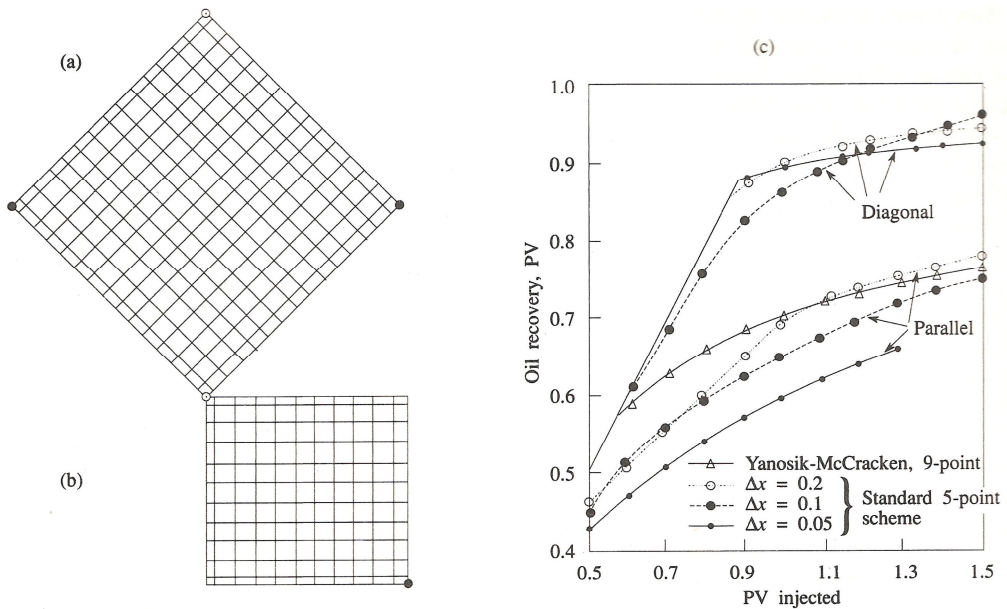 (a)
(b)
(c)
Oil recovery, PV
1.0
0.9
0.8
0.7
0.6
0.5
0.4
Diagonal
Parallel
Yanosik-McCracken, 9-point
Δx = 0.2
Δx = 0.1
Δx = 0.05
Standard 5-point
scheme
0.5 0.7 0.9 1.1 1.3 1.5
PV injected